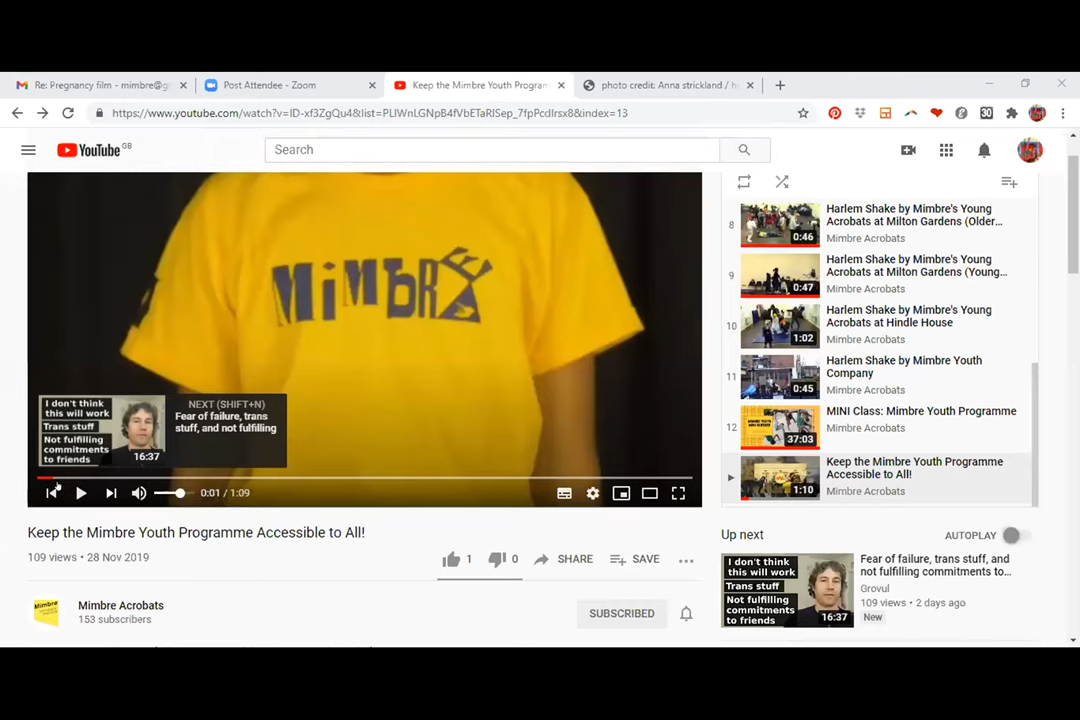 Re: Pregnancy film - mimbre@g
Post Attendee - Zoom
Keep the Mimbre Youth Program
photo credit: Anna strickland / h
https://www.youtube.com/watch?v=ID-xf3ZgQu4&list=PLIWnLGNpB4fVbETaRISep_7fpPcdIrsx8&index=13
30
YouTube GB
Search
MiMBRE
I don't think
this will work
Trans stuff
Not fulfilling
commitments
to friends
16:37
NEXT (SHIFT+N)
Fear of failure, trans
stuff, and not fulfilling
0:01 / 1:09
Keep the Mimbre Youth Programme Accessible to All!
109 views • 28 Nov 2019
1
0
SHARE
SAVE
Mimbre
Mimbre Acrobats
153 subscribers
SUBSCRIBED
8
0:46
Harlem Shake by Mimbre's Young
Acrobats at Milton Gardens (Older...
Mimbre Acrobats
9
0:47
Harlem Shake by Mimbre's Young
Acrobats at Milton Gardens (Young...
Mimbre Acrobats
10
1:02
Harlem Shake by Mimbre's Young
Acrobats at Hindle House
Mimbre Acrobats
11
0:45
Harlem Shake by Mimbre Youth
Company
Mimbre Acrobats
12
37:03
MINI Class: Mimbre Youth Programme
Mimbre Acrobats
1:10
Keep the Mimbre Youth Programme
Accessible to All!
Mimbre Acrobats
Up next
AUTOPLAY
I don't think
this will work
Trans stuff
Not fulfilling
commitments
to friends
16:37
Fear of failure, trans stuff, and
not fulfilling commitments to...
Grovul
109 views • 2 days ago
New